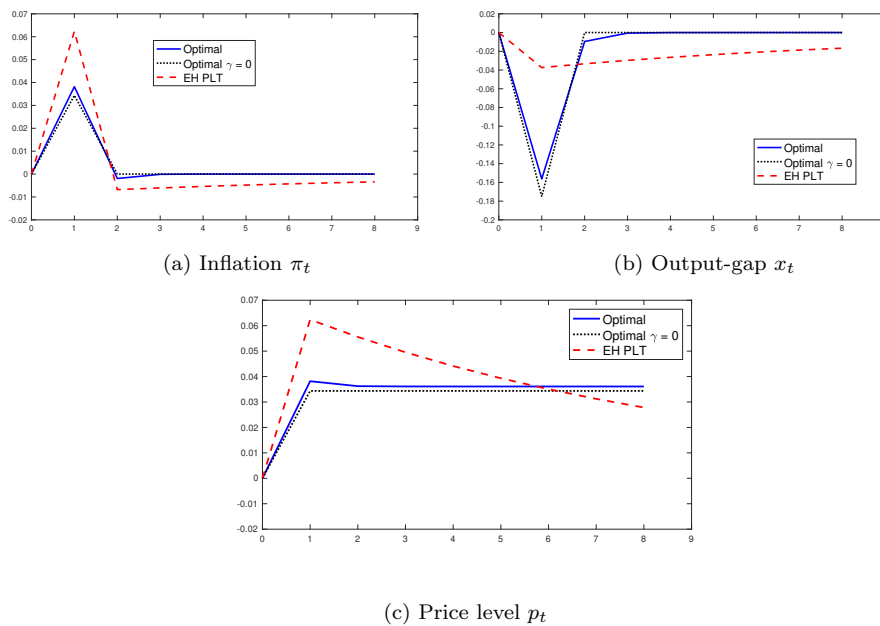 0.07
0.06
0.05
0.04
0.03
0.02
0.01
0
-0.01
-0.02
0 1 2 3 4 5 6 7 8 9
Optimal
Optimal γ = 0
EH PLT
(a) Inflation πt
0.02
0
-0.02
-0.04
-0.06
-0.08
-0.1
-0.12
-0.14
-0.16
-0.18
-0.2
0 1 2 3 4 5 6 7 8
Optimal
Optimal γ = 0
EH PLT
(b) Output-gap xt
0.07
0.06
0.05
0.04
0.03
0.02
0.01
0
-0.01
-0.02
0 1 2 3 4 5 6 7 8 9
Optimal
Optimal γ = 0
EH PLT
(c) Price level pt